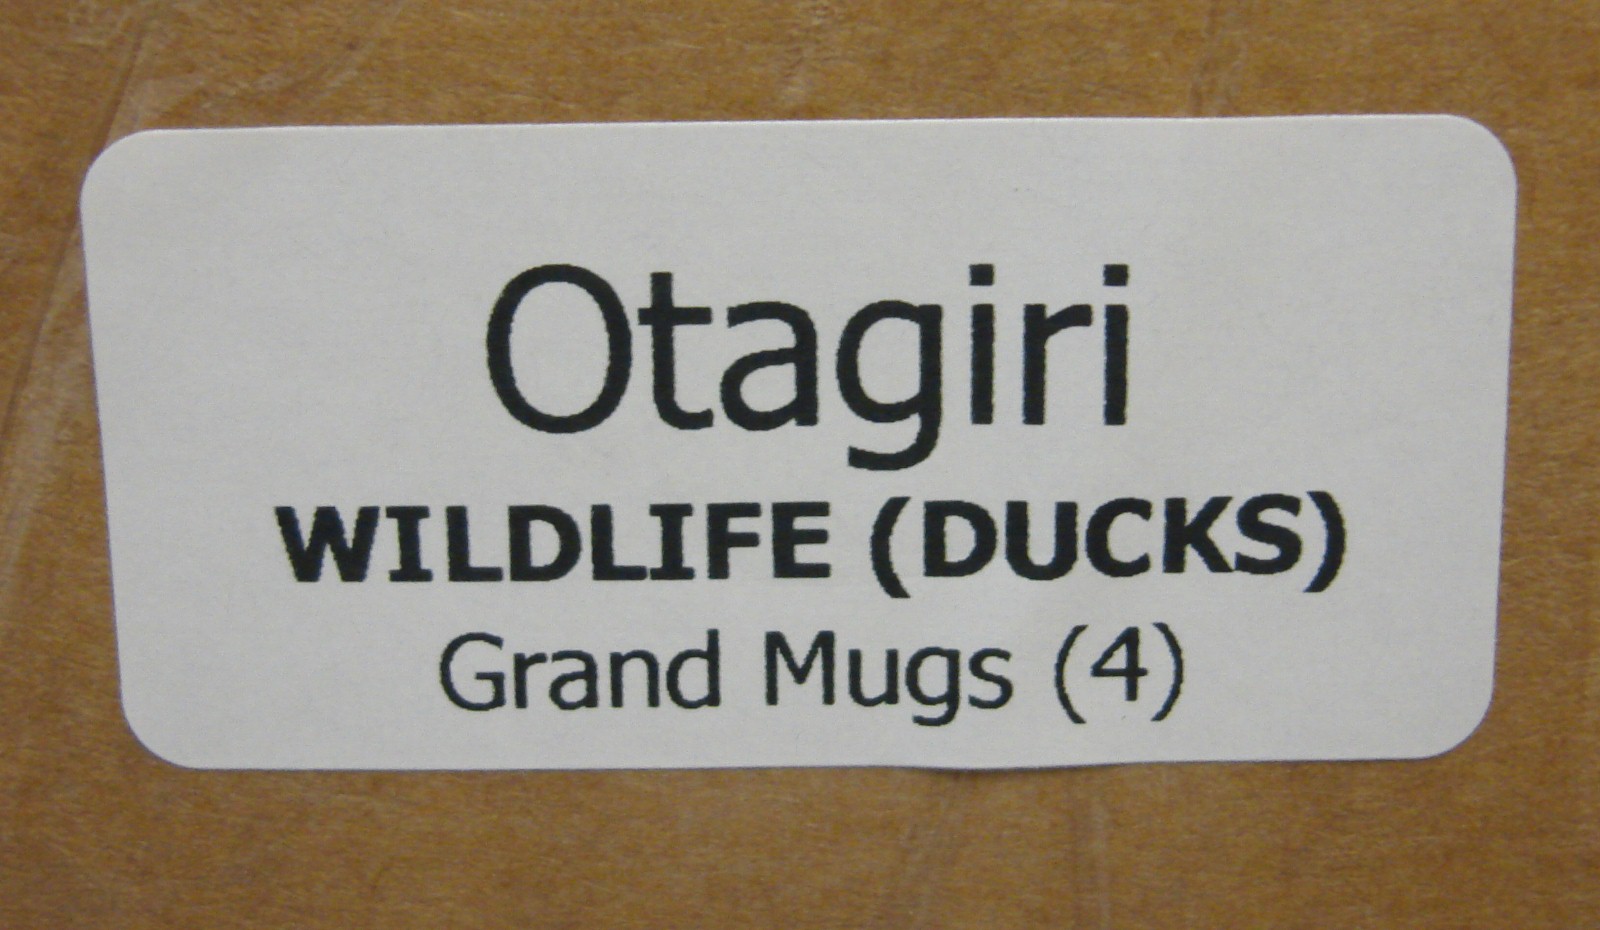 Otagiri
WILDLIFE (DUCKS)
Grand Mugs (4)